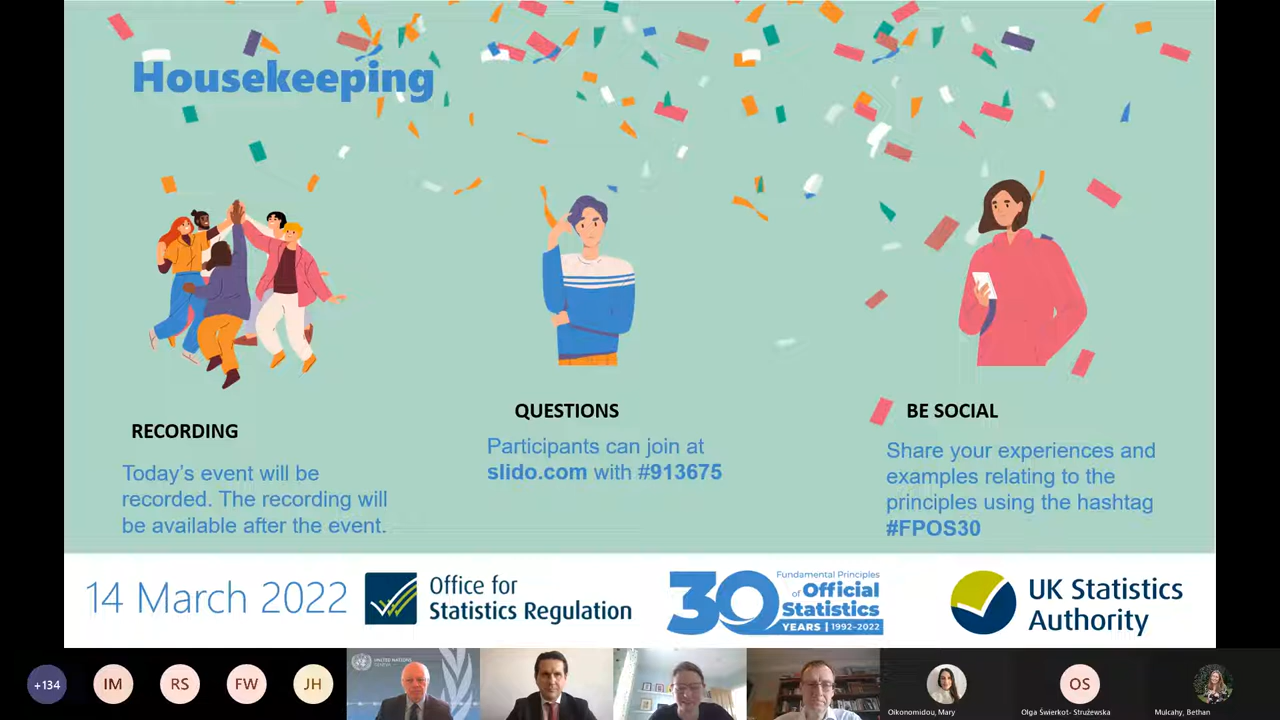 Housekeeping
RECORDING
Today's event will be
recorded. The recording will
be available after the event.
QUESTIONS
Participants can join at
slido.com with #913675
BE SOCIAL
Share your experiences and
examples relating to the
principles using the hashtag
#FPOS30
14 March 2022
Office for
Statistics Regulation
30
Fundamental Principles
of Official
Statistics
YEARS | 1992–2022
UK Statistics
Authority
+134
IM
RS
FW
JH
UNITED NATIONS
GENEVA
Oikonomidou, Mary
OS
Olga Świerkot- Strużewska
Mulcahy, Bethan